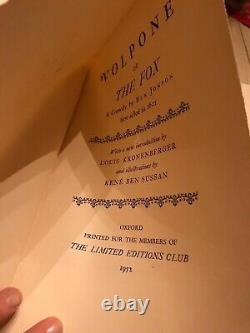 VOLPONE
or
THE FOX
A Comedy by Ben Jonson
first acted in 1605
With a new introduction by
LOUIS KRONENBERGER
and illustrations by
RENÉ BEN SUSSAN
OXFORD
PRINTED FOR THE MEMBERS OF
THE LIMITED EDITIONS CLUB
1952
ebay